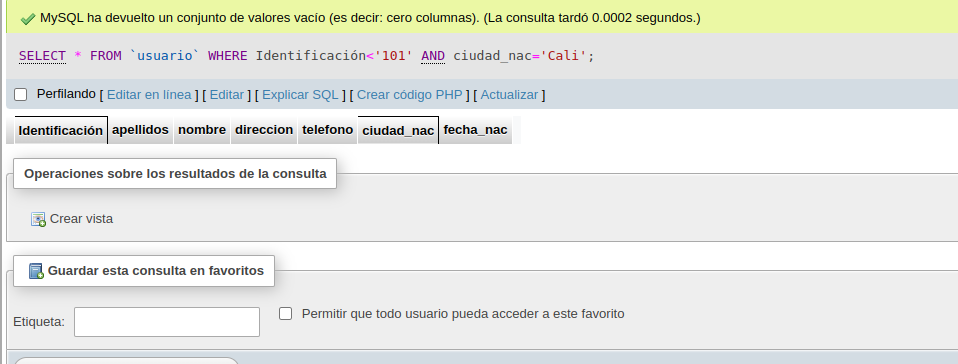 MySQL ha devuelto un conjunto de valores vacío (es decir: cero columnas). (La consulta tardó 0.0002 segundos.)
SELECT * FROM `usuario` WHERE Identificación<'101' AND ciudad_nac='Cali';
Perfilando [ Editar en línea ] [ Editar ] [ Explicar SQL ] [ Crear código PHP ] [ Actualizar ]
Identificación apellidos nombre direccion telefono ciudad_nac fecha_nac
Operaciones sobre los resultados de la consulta
Crear vista
Guardar esta consulta en favoritos
Etiqueta: Permitir que todo usuario pueda acceder a este favorito